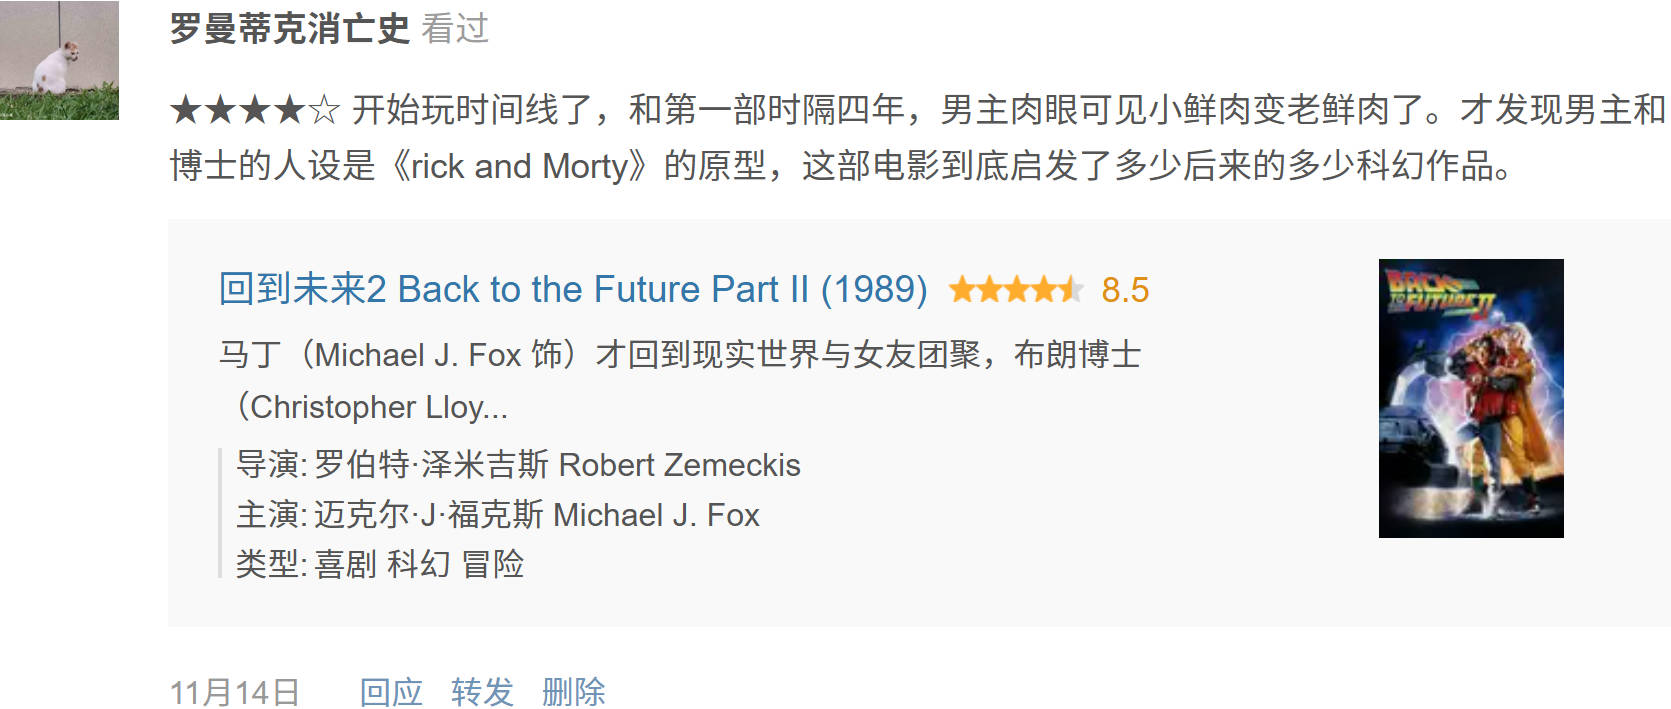 罗曼蒂克消亡史 看过
★★★★☆ 开始玩时间线了，和第一部时隔四年，男主肉眼可见小鲜肉变老鲜肉了。才发现男主和
博士的人设是《rick and Morty》的原型，这部电影到底启发了多少后来的多少科幻作品。
回到未来2 Back to the Future Part II (1989) 8.5
马丁（Michael J. Fox 饰）才回到现实世界与女友团聚，布朗博士
（Christopher Lloy...
导演: 罗伯特·泽米吉斯 Robert Zemeckis
主演: 迈克尔·J·福克斯 Michael J. Fox
类型: 喜剧 科幻 冒险
BACK
TO THE
FUTURE II
11月14日 回应 转发 删除